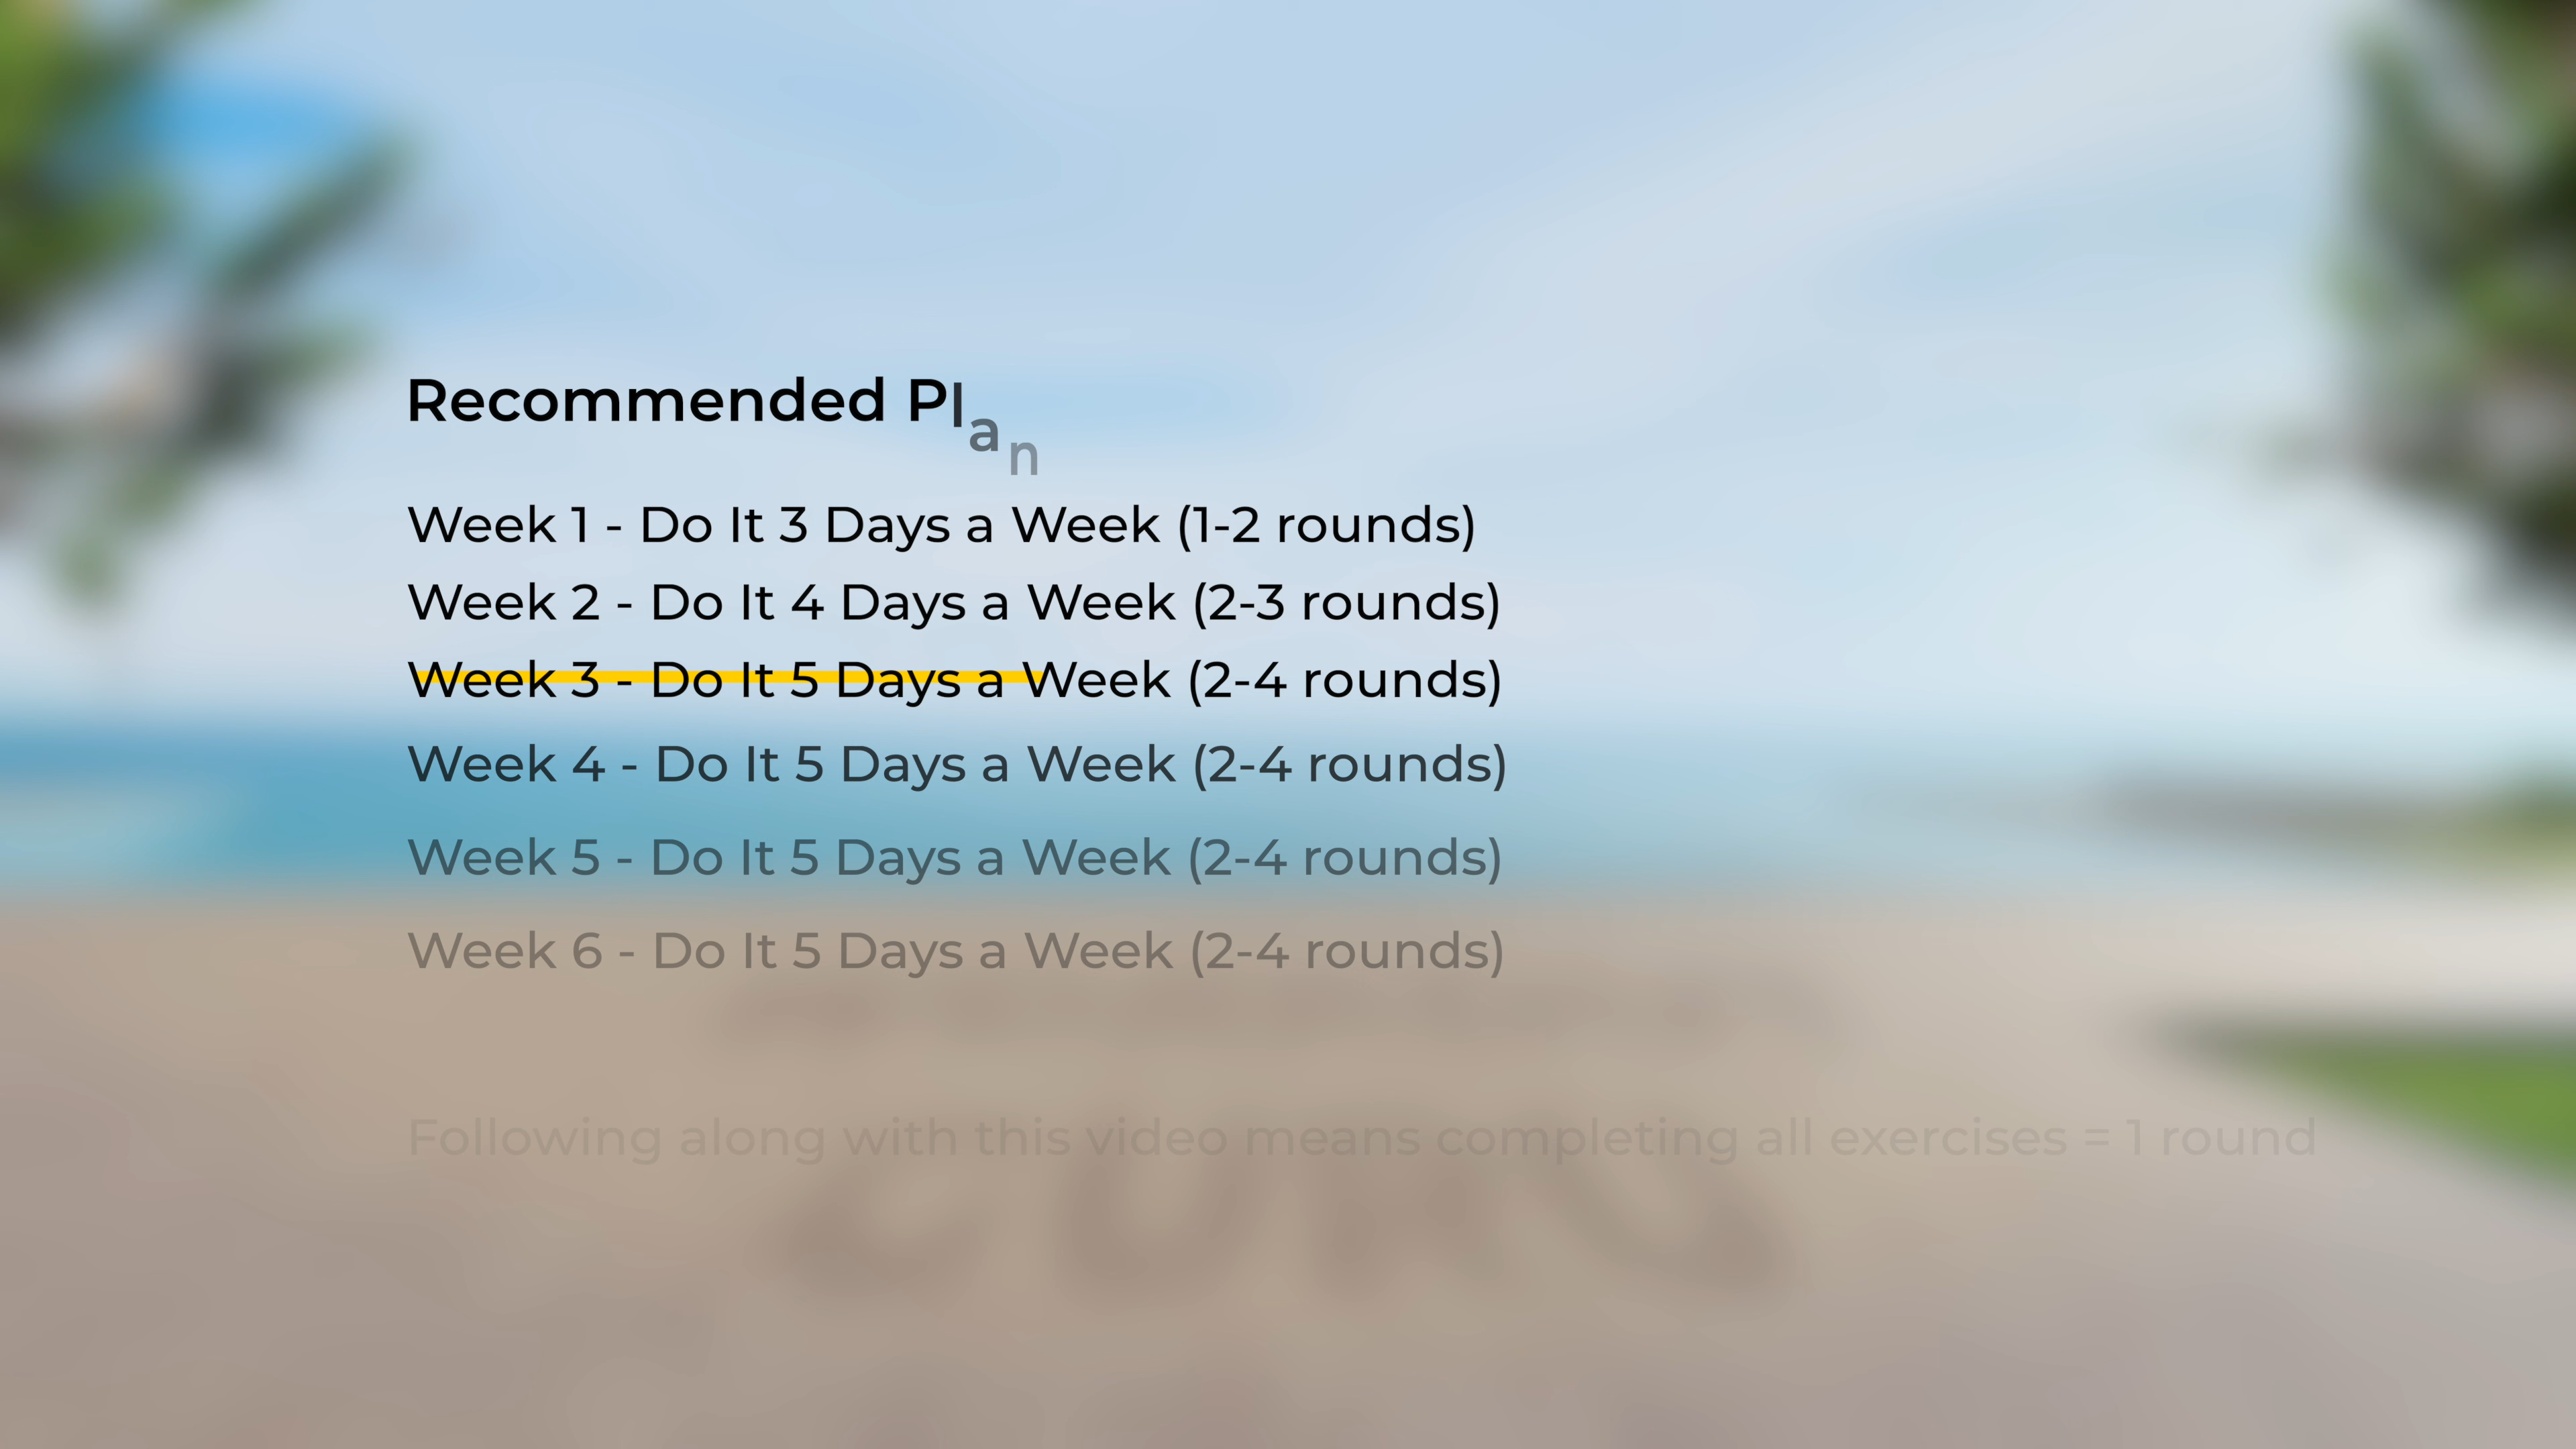 Recommended Plan
Week 1 - Do It 3 Days a Week (1-2 rounds)
Week 2 - Do It 4 Days a Week (2-3 rounds)
Week 3 - Do It 5 Days a Week (2-4 rounds)
Week 4 - Do It 5 Days a Week (2-4 rounds)
Week 5 - Do It 5 Days a Week (2-4 rounds)
Week 6 - Do It 5 Days a Week (2-4 rounds)
Following along with this video means completing all exercises = 1 round